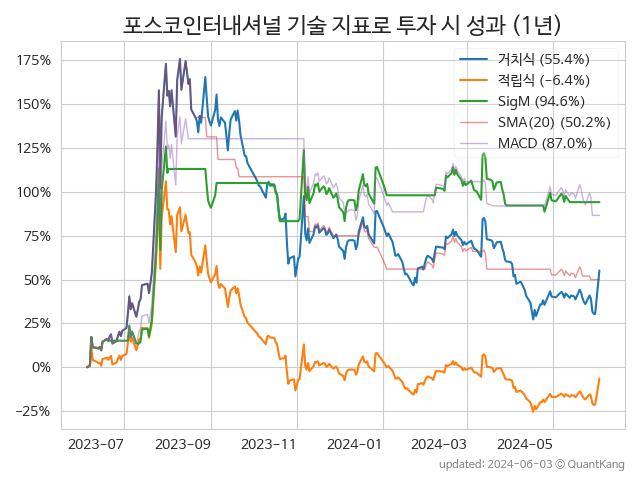 포스코인터내셔널 기술 지표로 투자 시 성과 (1년)
175%
150%
125%
100%
75%
50%
25%
0%
−25%
거치식 (55.4%)
적립식 (−6.4%)
SigM (94.6%)
SMA(20) (50.2%)
MACD (87.0%)
2023−07
2023−09
2023−11
2024−01
2024−03
2024−05
updated: 2024−06−03 ⓒ QuantKang